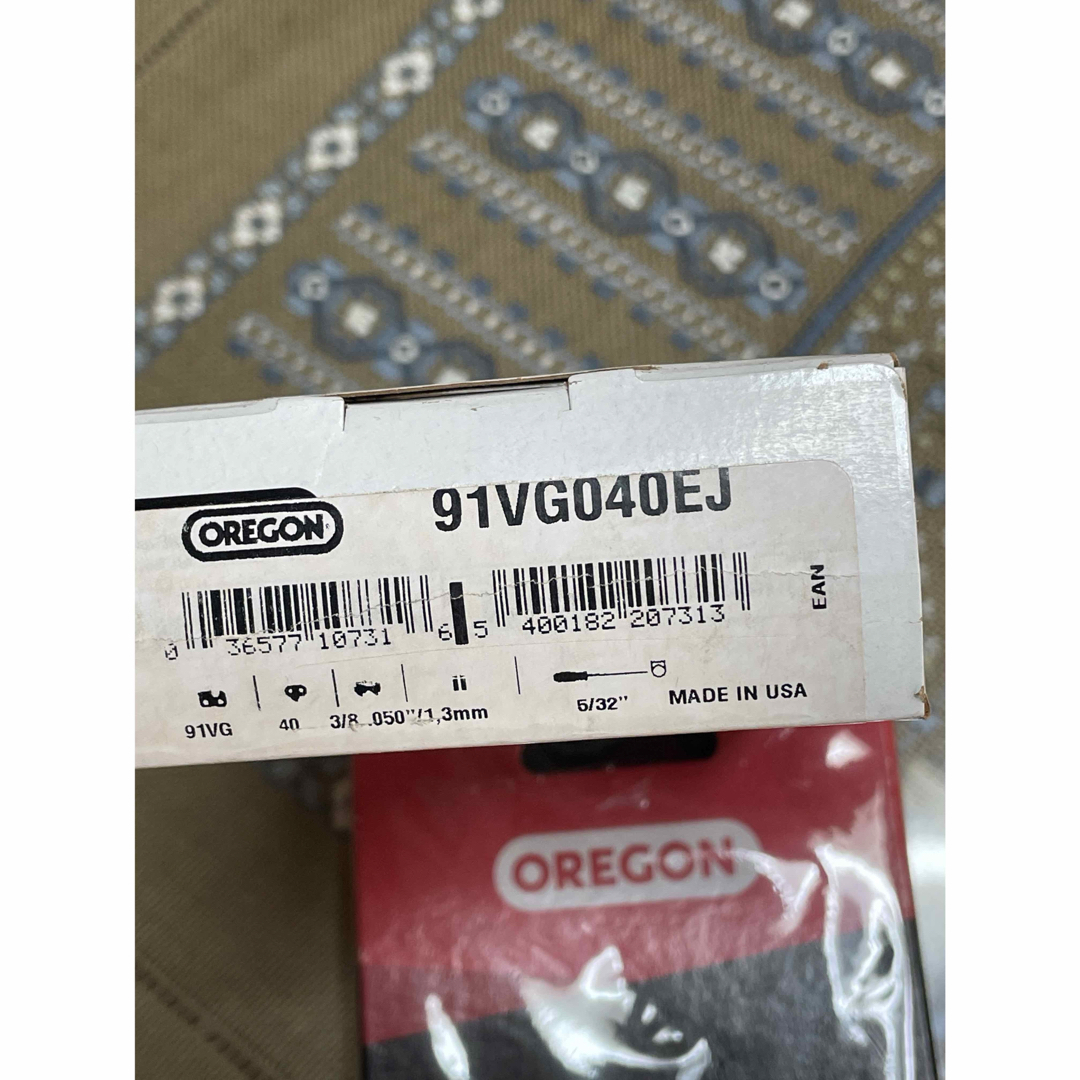 91VG040EJ
OREGON
0 36577 10731 6 5 400182 207313
EAN
91VG
40
3/8 .050"/1,3mm
5/32"
MADE IN USA
OREGON